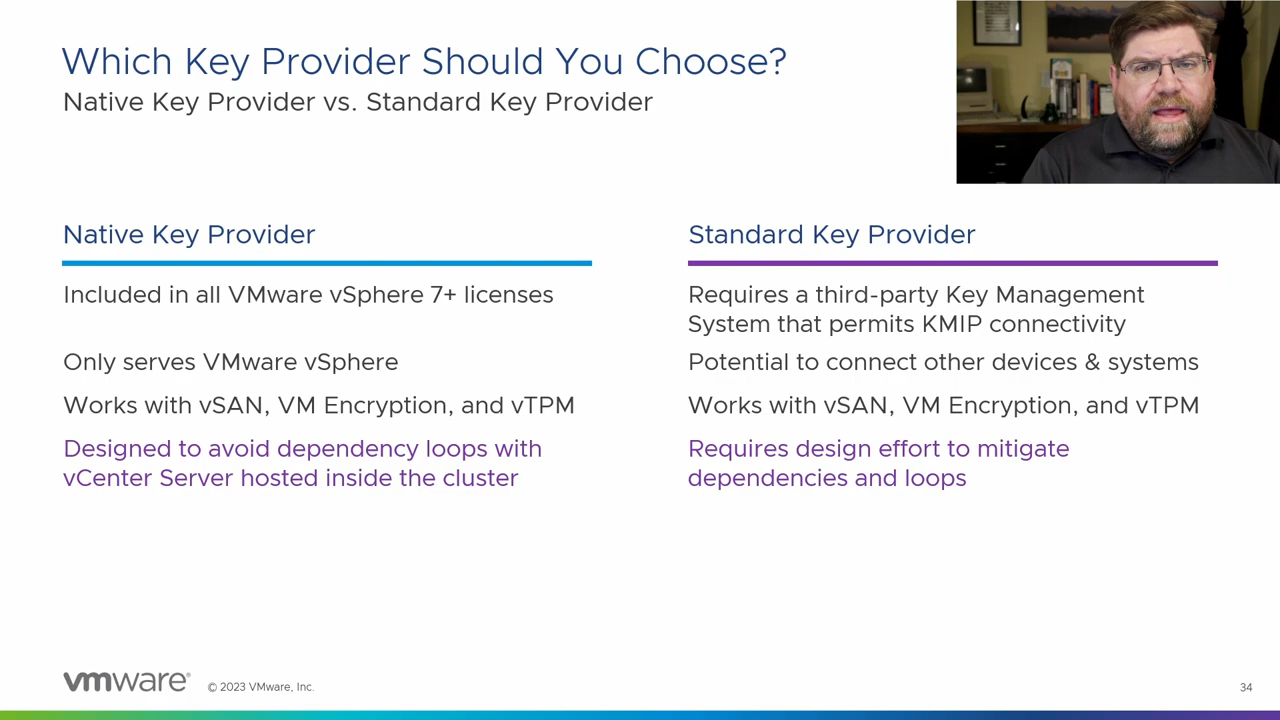 Which Key Provider Should You Choose?
Native Key Provider vs. Standard Key Provider
Native Key Provider
Included in all VMware vSphere 7+ licenses
Only serves VMware vSphere
Works with vSAN, VM Encryption, and vTPM
Designed to avoid dependency loops with
vCenter Server hosted inside the cluster
Standard Key Provider
Requires a third-party Key Management
System that permits KMIP connectivity
Potential to connect other devices & systems
Works with vSAN, VM Encryption, and vTPM
Requires design effort to mitigate
dependencies and loops
vmware®
© 2023 VMware, Inc.
34